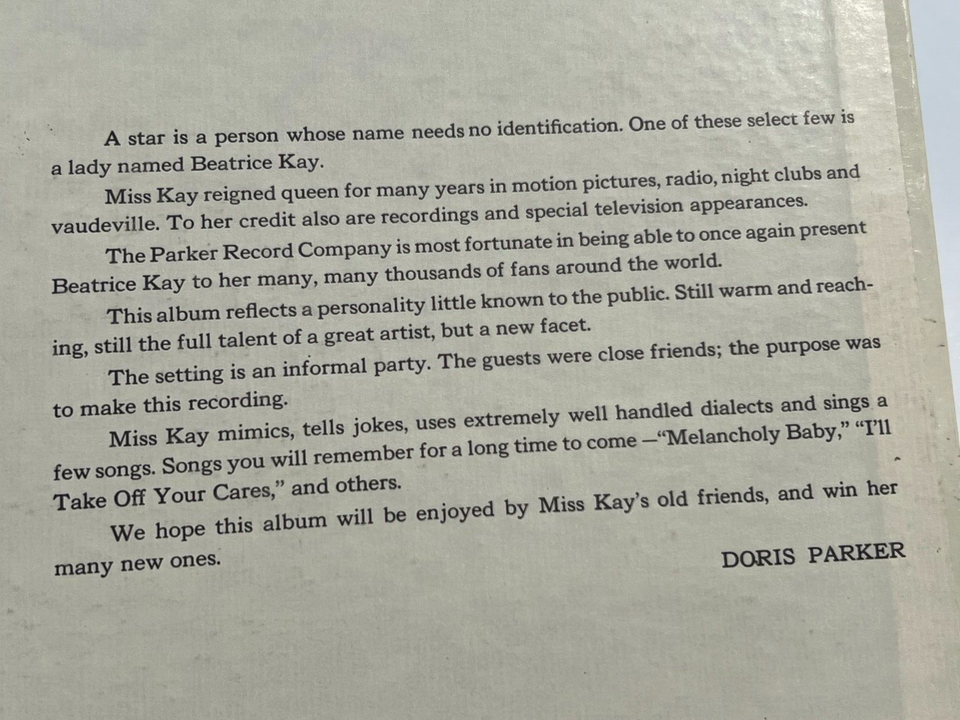 A star is a person whose name needs no identification. One of these select few is
a lady named Beatrice Kay.
Miss Kay reigned queen for many years in motion pictures, radio, night clubs and
vaudeville. To her credit also are recordings and special television appearances.
The Parker Record Company is most fortunate in being able to once again present
Beatrice Kay to her many, many thousands of fans around the world.
This album reflects a personality little known to the public. Still warm and reach-
ing, still the full talent of a great artist, but a new facet.
The setting is an informal party. The guests were close friends; the purpose was
to make this recording.
Miss Kay mimics, tells jokes, uses extremely well handled dialects and sings a
few songs. Songs you will remember for a long time to come —“Melancholy Baby,” “I’ll
Take Off Your Cares,” and others.
We hope this album will be enjoyed by Miss Kay’s old friends, and win her
many new ones.
DORIS PARKER